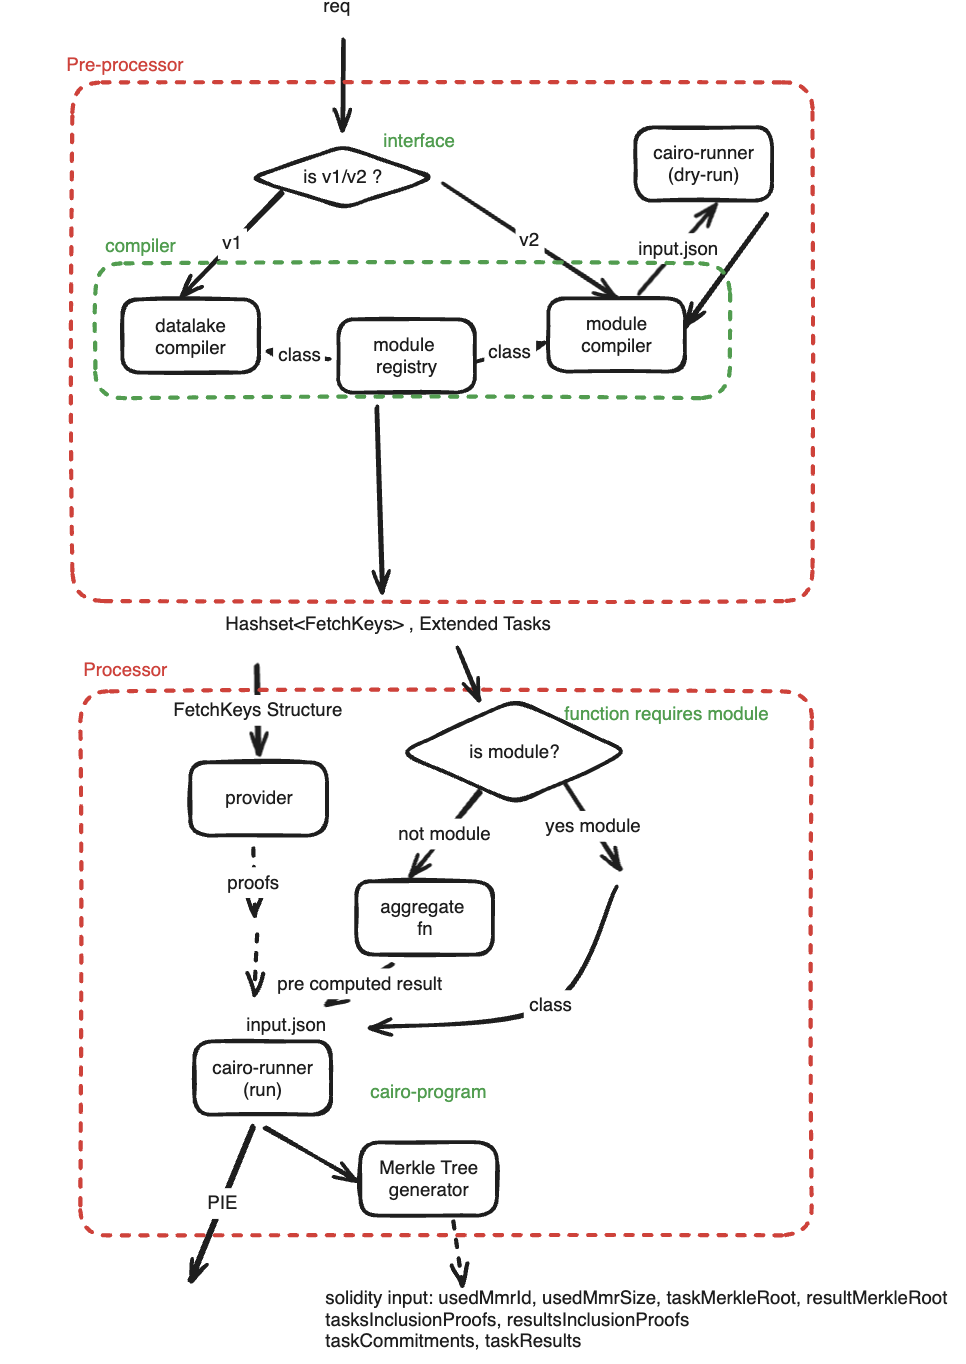 req
Pre-processor
interface
cairo-runner
(dry-run)
is v1/v2 ?
v1
v2
compiler
input.json
datalake
compiler
class
module
registry
class
module
compiler
Hashset<FetchKeys> , Extended Tasks
Processor
FetchKeys Structure
function requires module
is module?
provider
not module
yes module
proofs
aggregate
fn
pre computed result
class
input.json
cairo-runner
(run)
cairo-program
Merkle Tree
generator
PIE
solidity input: usedMmrId, usedMmrSize, taskMerkleRoot, resultMerkleRoot
tasksInclusionProofs, resultsInclusionProofs
taskCommitments, taskResults